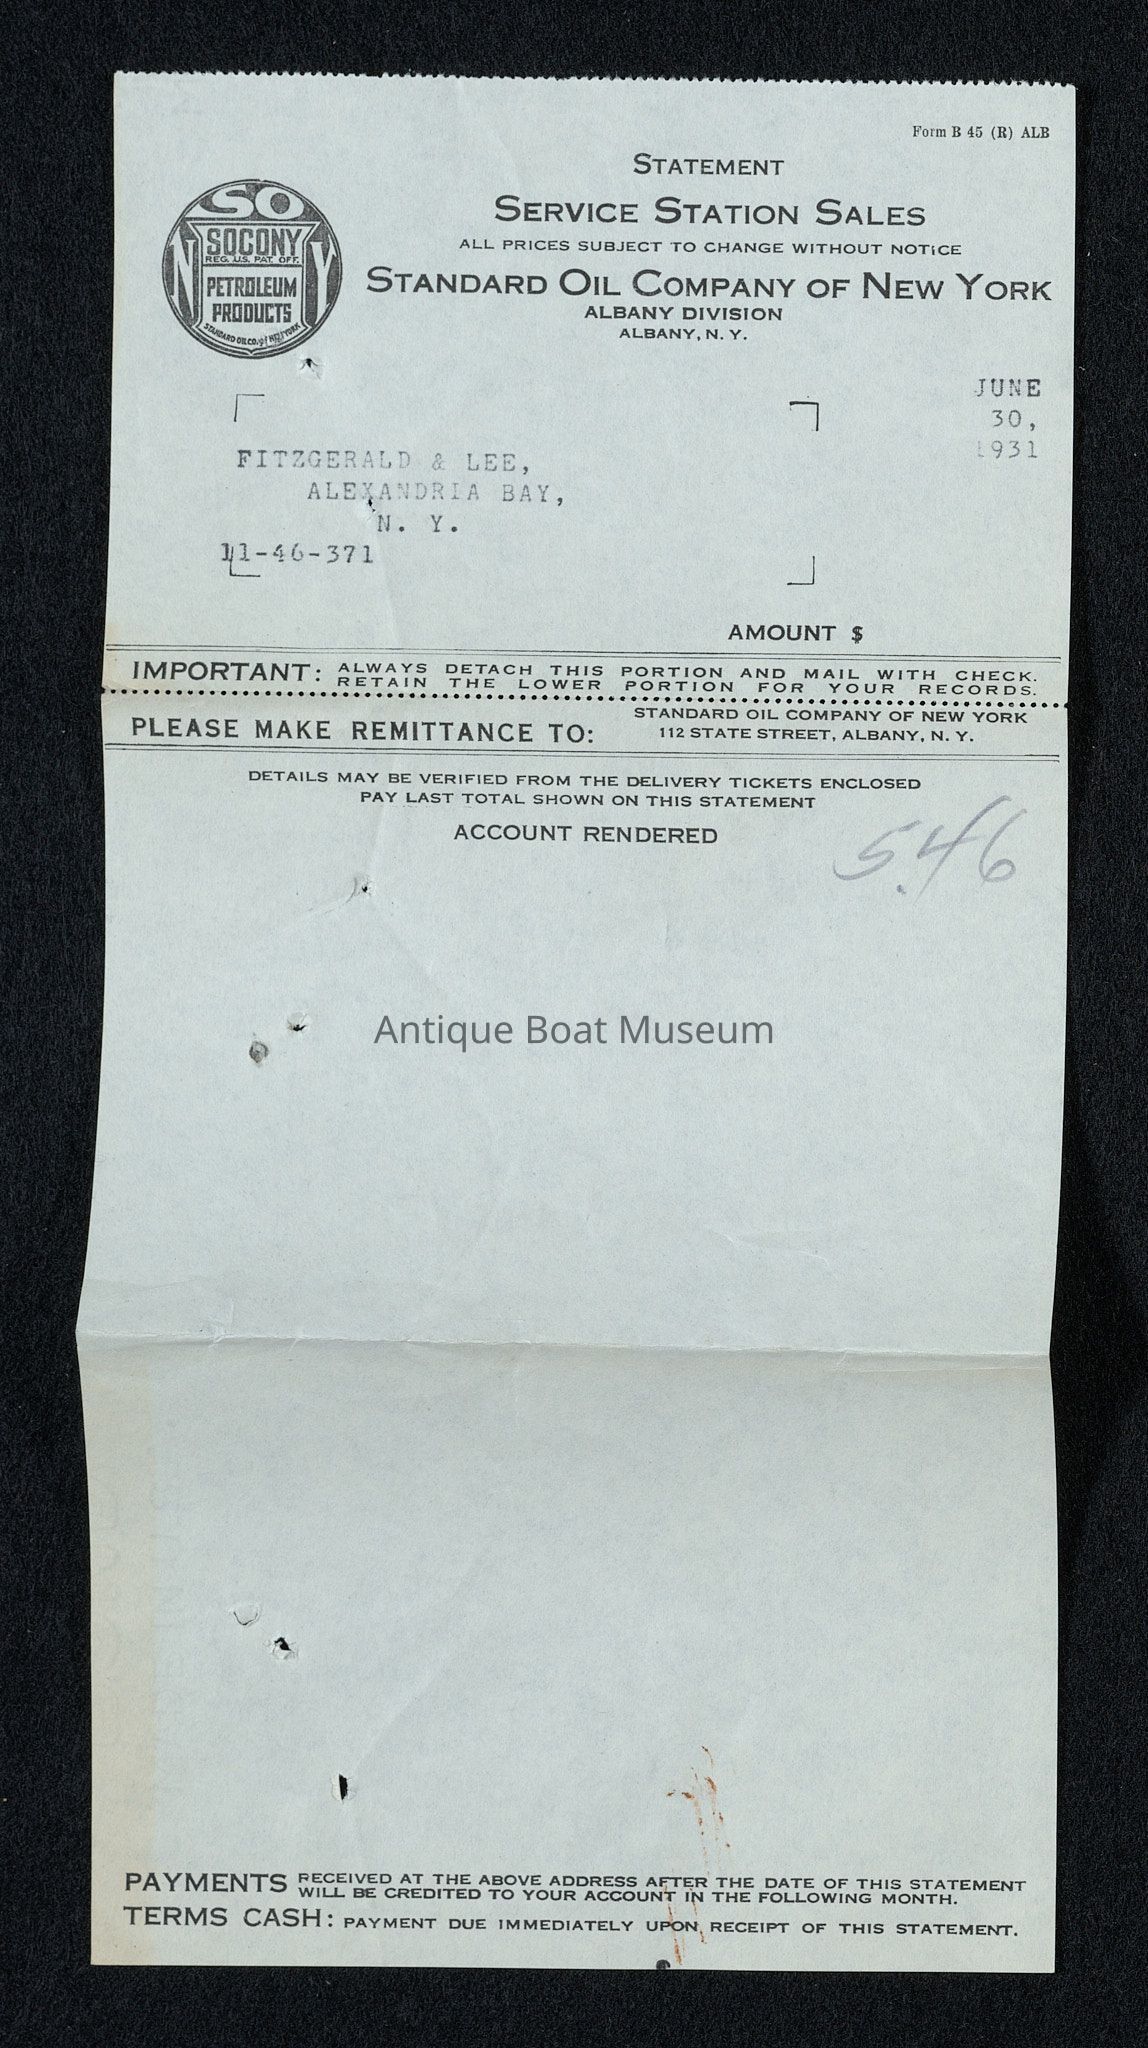 Form B 45 (R) ALB
STATEMENT
SERVICE STATION SALES
ALL PRICES SUBJECT TO CHANGE WITHOUT NOTICE
STANDARD OIL COMPANY OF NEW YORK
ALBANY DIVISION
ALBANY, N. Y.
SO
N Y
SOCONY
REG. U.S. PAT. OFF.
PETROLEUM
PRODUCTS
STANDARD OIL CO. of NEW YORK
JUNE
30,
1931
FITZGERALD & LEE,
ALEXANDRIA BAY,
N. Y.
11-46-371
AMOUNT $
IMPORTANT: ALWAYS DETACH THIS PORTION AND MAIL WITH CHECK.
RETAIN THE LOWER PORTION FOR YOUR RECORDS.
PLEASE MAKE REMITTANCE TO: STANDARD OIL COMPANY OF NEW YORK
112 STATE STREET, ALBANY, N. Y.
DETAILS MAY BE VERIFIED FROM THE DELIVERY TICKETS ENCLOSED
PAY LAST TOTAL SHOWN ON THIS STATEMENT
ACCOUNT RENDERED
5.46
Antique Boat Museum
PAYMENTS RECEIVED AT THE ABOVE ADDRESS AFTER THE DATE OF THIS STATEMENT
WILL BE CREDITED TO YOUR ACCOUNT IN THE FOLLOWING MONTH.
TERMS CASH: PAYMENT DUE IMMEDIATELY UPON RECEIPT OF THIS STATEMENT.